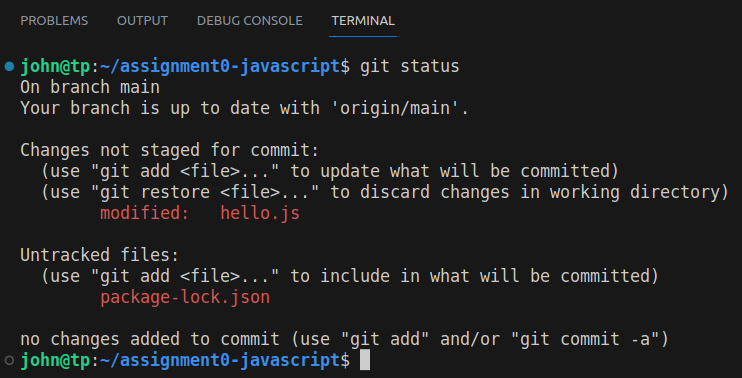 PROBLEMS OUTPUT DEBUG CONSOLE TERMINAL
john@tp:~/assignment0-javascript$ git status
On branch main
Your branch is up to date with 'origin/main'.
Changes not staged for commit:
  (use "git add <file>..." to update what will be committed)
  (use "git restore <file>..." to discard changes in working directory)
        modified:   hello.js
Untracked files:
  (use "git add <file>..." to include in what will be committed)
        package-lock.json
no changes added to commit (use "git add" and/or "git commit -a")
john@tp:~/assignment0-javascript$